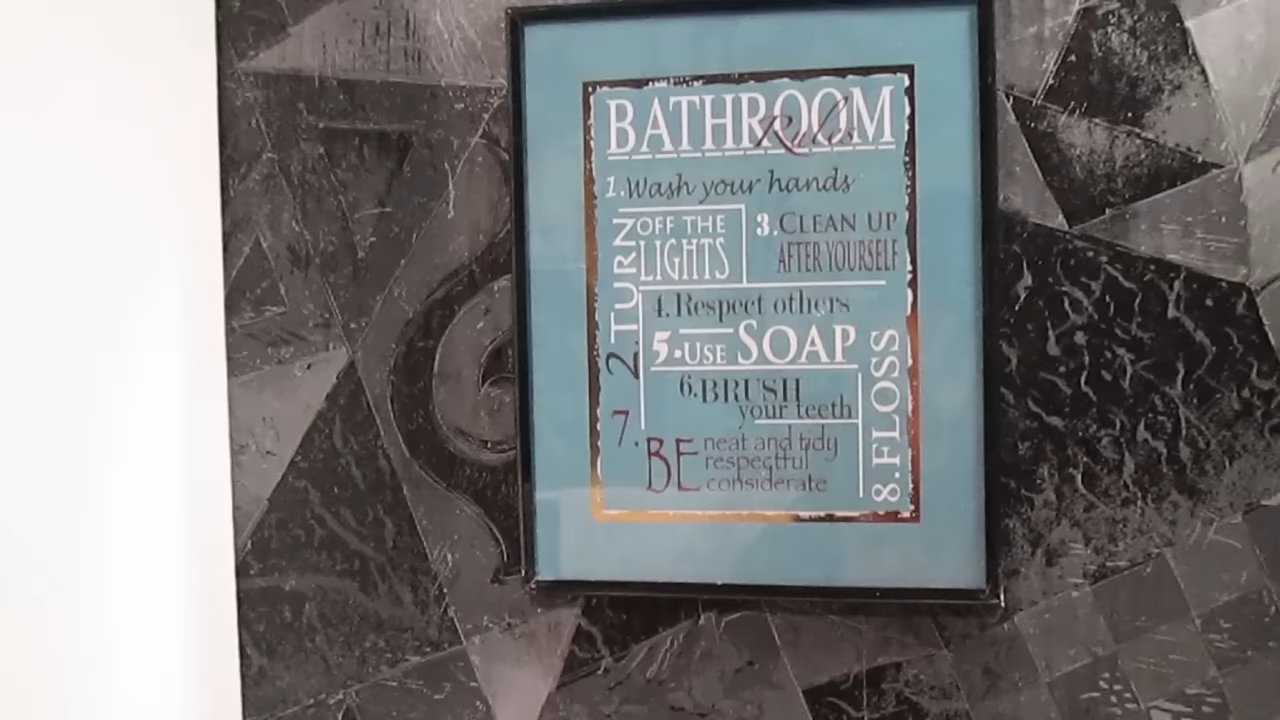 BATHROOM
Rules
1. Wash your hands
2. TURN
OFF THE
LIGHTS
3. CLEAN UP
AFTER YOURSELF
4. Respect others
5. USE SOAP
6. BRUSH
your teeth
7. BE
neat and tidy
respectful
considerate
8. FLOSS